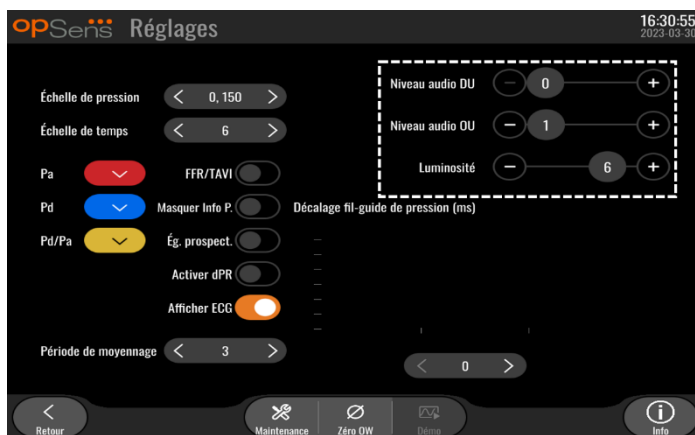 opSens Réglages
16:30:55
2023-03-30
Échelle de pression < 0, 150 >
Échelle de temps < 6 >
Niveau audio DU − 0 +
Niveau audio OU − 1 +
Luminosité − 6 +
Pa
FFR/TAVI
Pd
Masquer Info P.
Décalage fil-guide de pression (ms)
Pd/Pa
Ég. prospect.
Activer dPR
Afficher ECG
Période de moyennage < 3 >
< 0 >
Retour
Maintenance
Zéro OW
Démo
Info